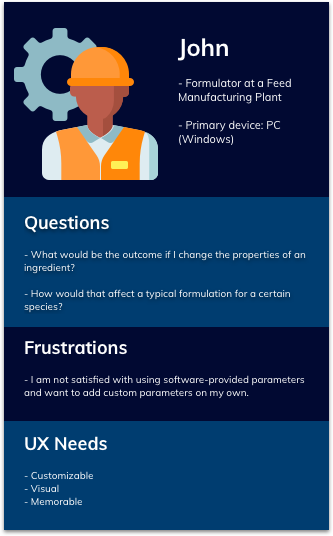 John
- Formulator at a Feed
Manufacturing Plant
- Primary device: PC
(Windows)
Questions
- What would be the outcome if I change the properties of an
ingredient?
- How would that affect a typical formulation for a certain
species?
Frustrations
- I am not satisfied with using software-provided parameters
and want to add custom parameters on my own.
UX Needs
- Customizable
- Visual
- Memorable